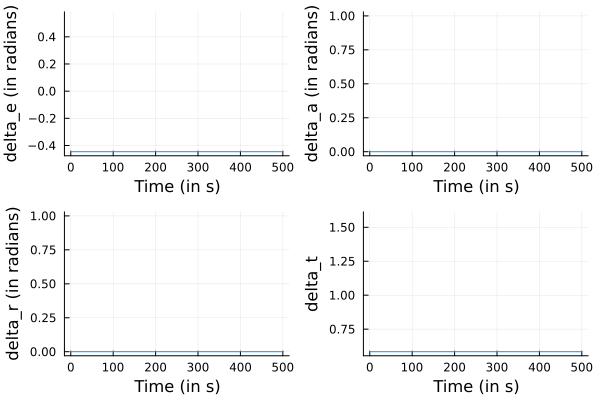 delta_e (in radians)
0.4
0.2
0.0
−0.2
−0.4
0 100 200 300 400 500
Time (in s)
delta_a (in radians)
1.00
0.75
0.50
0.25
0.00
0 100 200 300 400 500
Time (in s)
delta_r (in radians)
1.00
0.75
0.50
0.25
0.00
0 100 200 300 400 500
Time (in s)
delta_t
1.50
1.25
1.00
0.75
0 100 200 300 400 500
Time (in s)